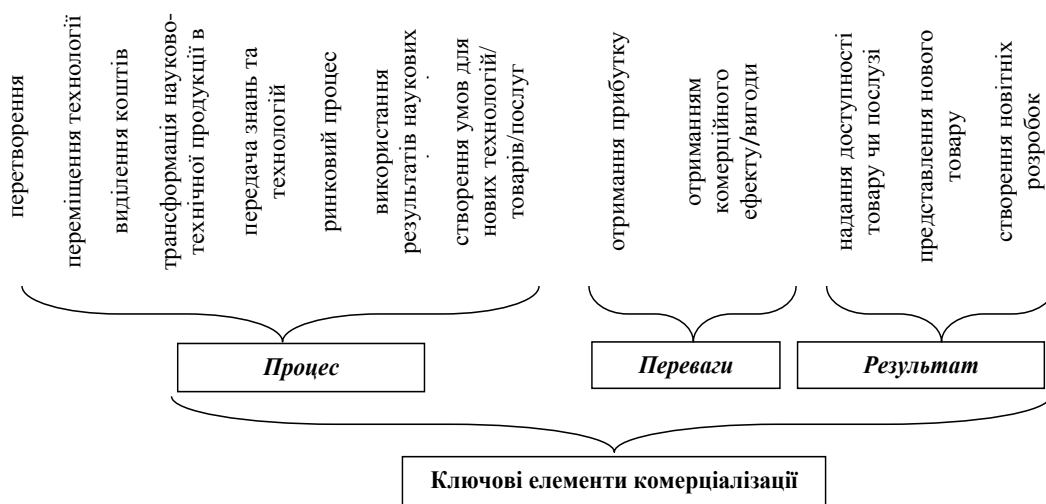 перетворення
переміщення технології
виділення коштів
трансформація науково-
технічної продукції в
передача знань та
технологій
ринковий процес
використання
результатів наукових
створення умов для
нових технологій/
товарів/послуг
отримання прибутку
отриманням
комерційного
ефекту/вигоди
надання доступності
товару чи послузі
представлення нового
товару
створення новітніх
розробок
Процес
Переваги
Результат
Ключові елементи комерціалізації